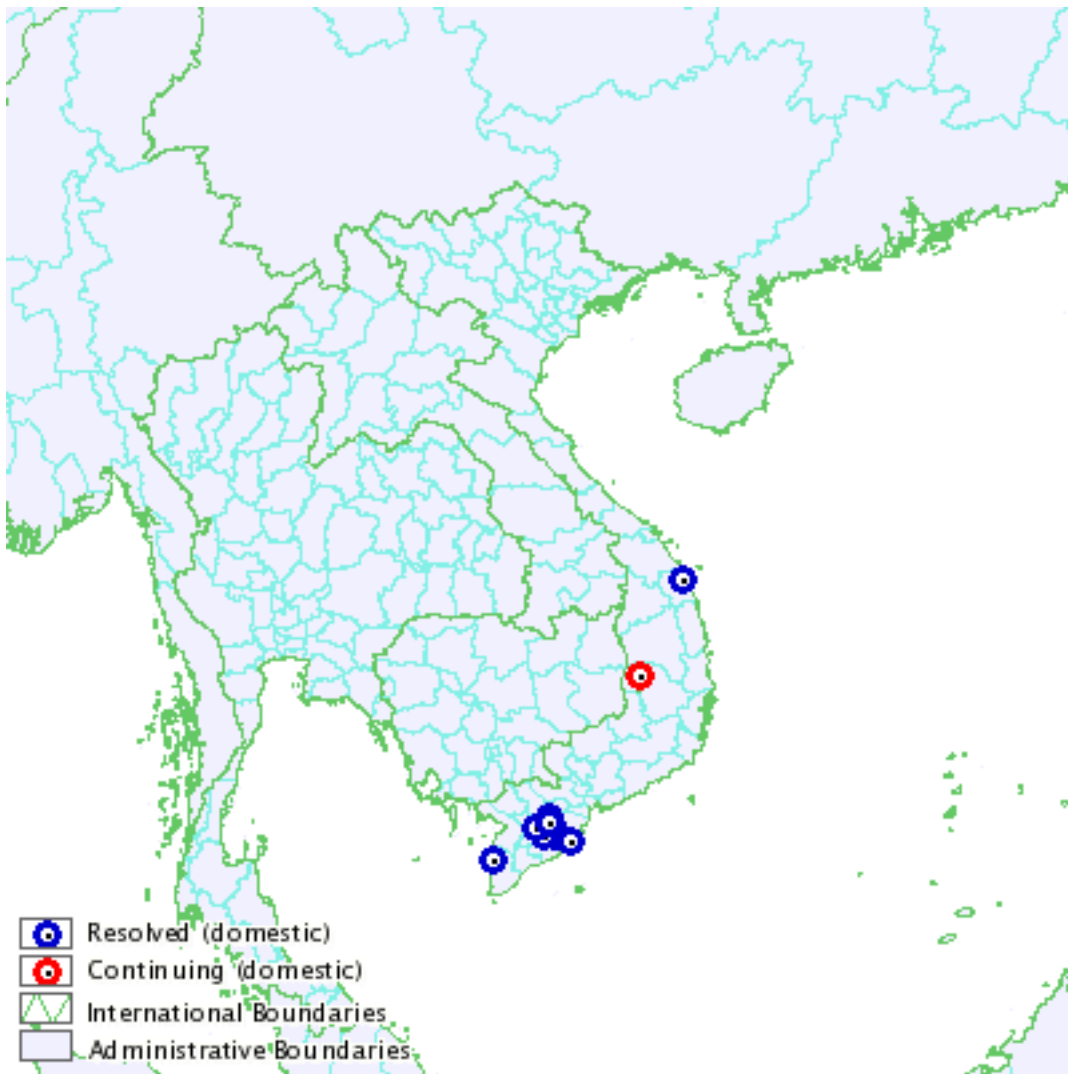 Resolved (domestic)
Continuing (domestic)
International Boundaries
Administrative Boundaries